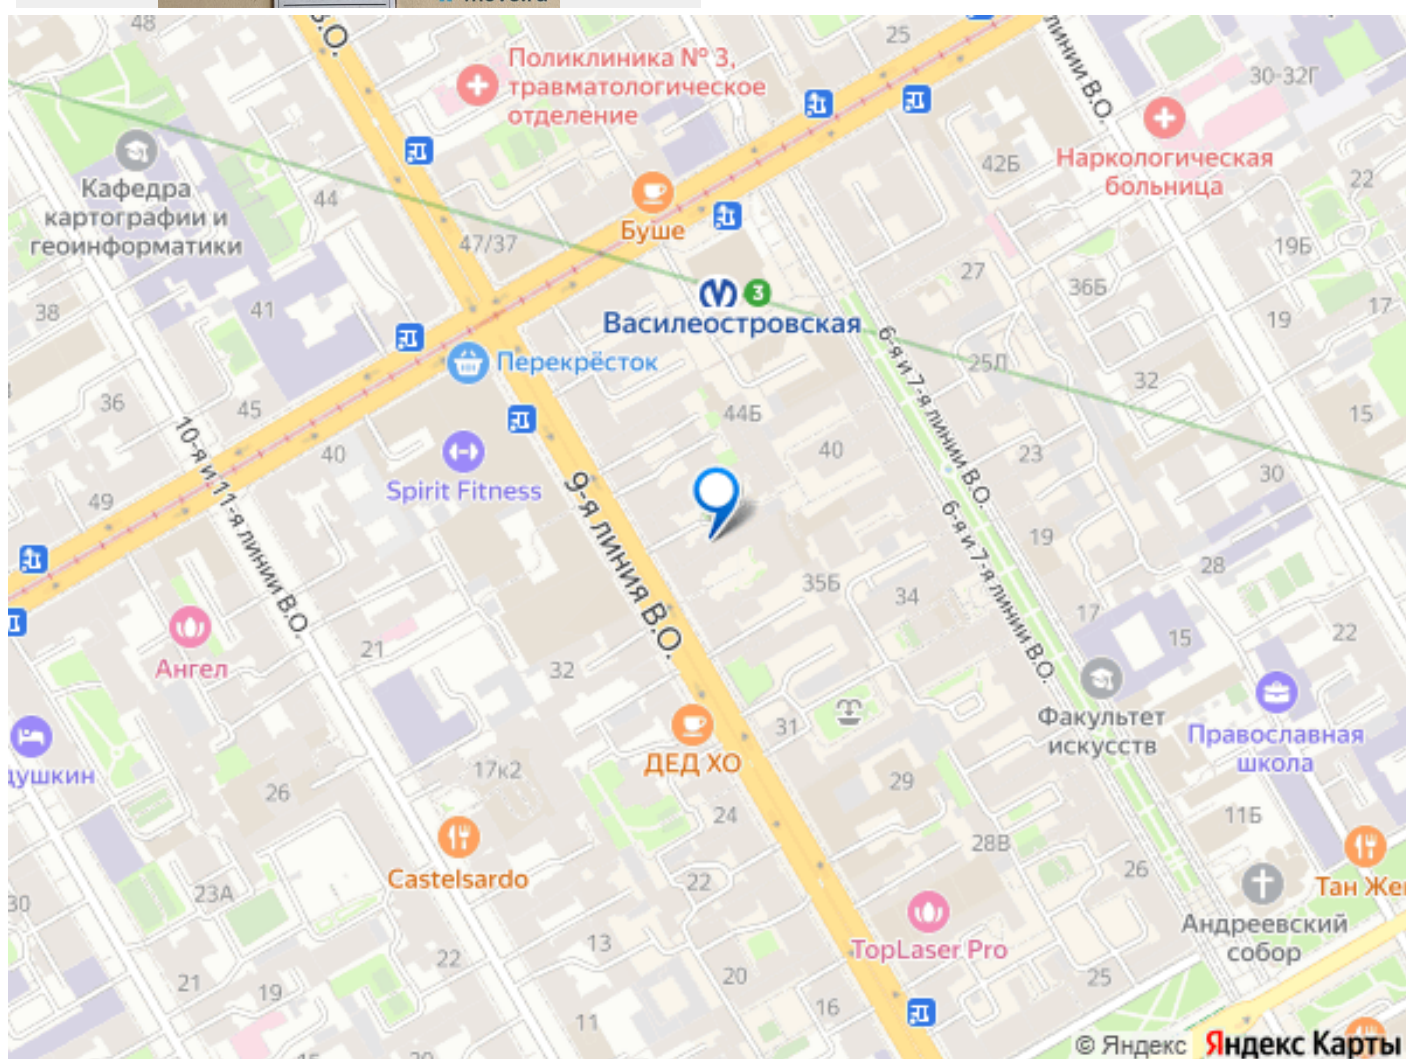 48
В.О.
25
Поликлиника № 3,
травматологическое
отделение
линии В.О.
30-32Г
Наркологическая
больница
42Б
22
Кафедра
картографии и
геоинформатики
44
47/37
Буше
19Б
27
36Б
3
Василеостровская
38
41
17
19
6-я и 7-я линии В.О.
25Л
Перекрёсток
32
36
45
44Б
15
10-я и 11-я линии В.О.
40
40
23
30
Spirit Fitness
9-я линия В.О.
49
6-я и 7-я линии В.О.
19
28
35Б
34
17
15
22
Ангел
21
32
Факультет
искусств
Православная
школа
31
душкин
ДЕД ХО
17к2
29
26
24
11Б
28В
Castelsardo
26
Тан Же
22
23А
30
TopLaser Pro
Андреевский
собор
13
22
20
25
21
19
16
11
© Яндекс Яндекс Карты